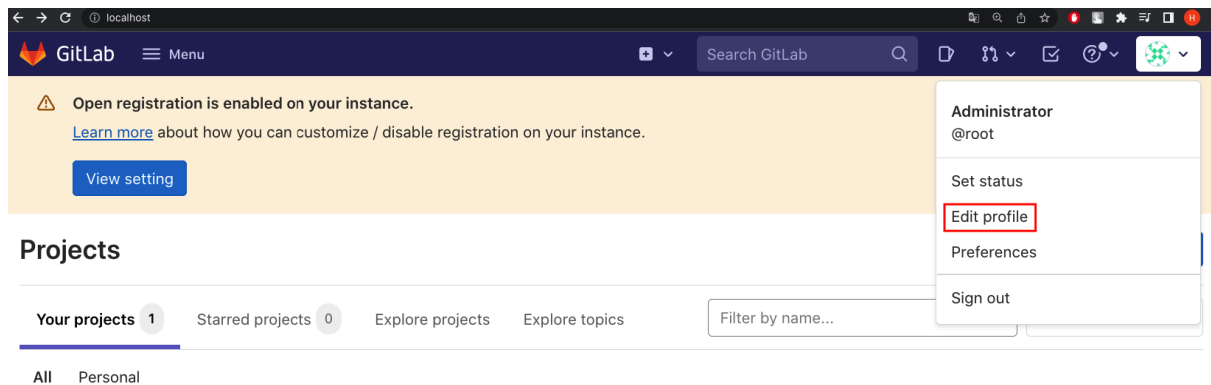 localhost
H
GitLab
Menu
Search GitLab
Open registration is enabled on your instance.
Learn more about how you can customize / disable registration on your instance.
View setting
Administrator
@root
Set status
Edit profile
Preferences
Sign out
Projects
Your projects 1 Starred projects 0 Explore projects Explore topics
Filter by name...
All Personal